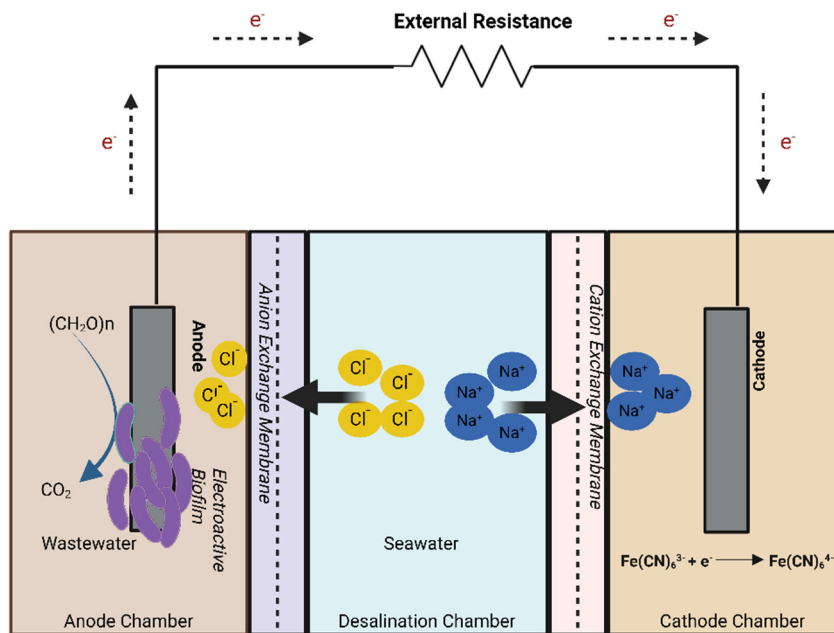 e⁻
External Resistance
e⁻
e⁻
e⁻
(CH₂O)n
CO₂
Wastewater
Anode
Cl⁻
Cl⁻
Cl⁻
Electroactive
Biofilm
Anion Exchange Membrane
Cl⁻
Cl⁻
Cl⁻
Cl⁻
Na⁺
Na⁺
Na⁺
Na⁺
Seawater
Cation Exchange Membrane
Na⁺
Na⁺
Na⁺
Cathode
Fe(CN)₆³⁻ + e⁻ → Fe(CN)₆⁴⁻
Anode Chamber
Desalination Chamber
Cathode Chamber